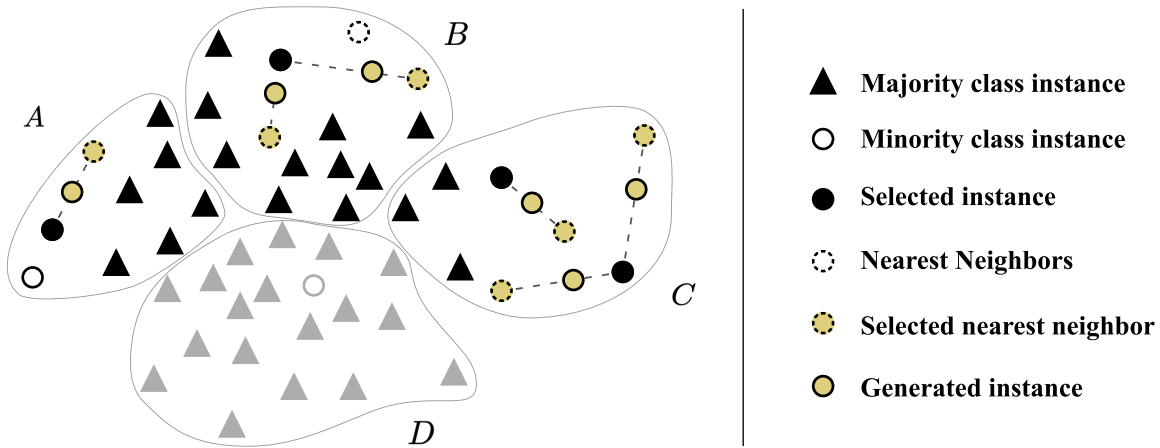 A
B
C
D
Majority class instance
Minority class instance
Selected instance
Nearest Neighbors
Selected nearest neighbor
Generated instance